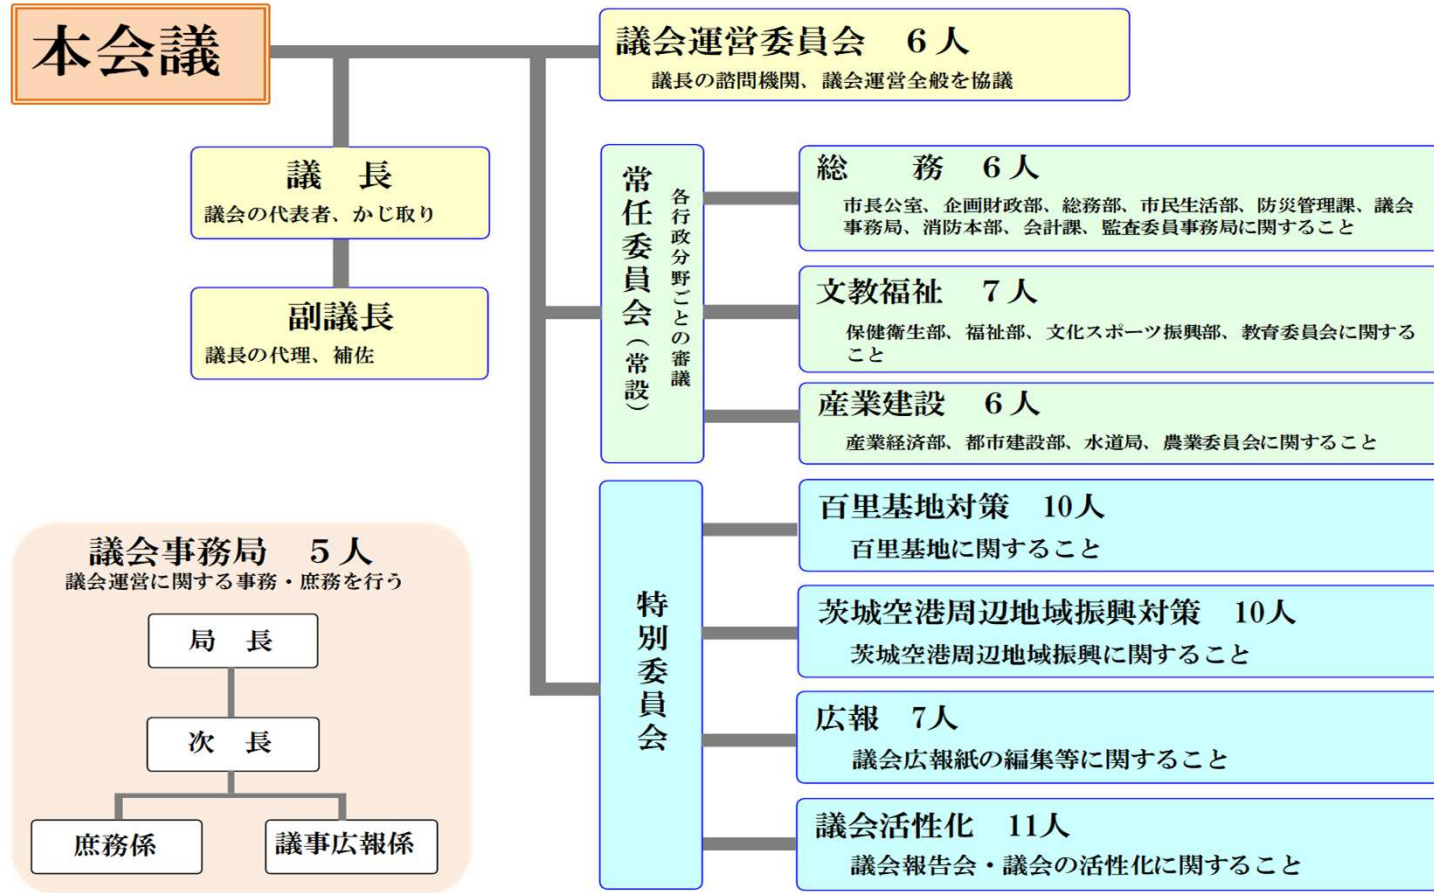 本会議
議会運営委員会　６人
議長の諮問機関、議会運営全般を協議
議　長
議会の代表者、かじ取り
副議長
議長の代理、補佐
常任委員会（常設）
各行政分野ごとの審議
総　　務　６人
市長公室、企画財政部、総務部、市民生活部、防災管理課、議会
事務局、消防本部、会計課、監査委員事務局に関すること
文教福祉　７人
保健衛生部、福祉部、文化スポーツ振興部、教育委員会に関する
こと
産業建設　６人
産業経済部、都市建設部、水道局、農業委員会に関すること
特別委員会
百里基地対策　10人
百里基地に関すること
茨城空港周辺地域振興対策　10人
茨城空港周辺地域振興に関すること
広報　7人
議会広報紙の編集等に関すること
議会活性化　11人
議会報告会・議会の活性化に関すること
議会事務局　５人
議会運営に関する事務・庶務を行う
局　長
次　長
庶務係
議事広報係